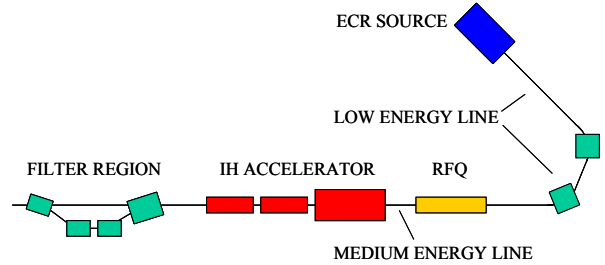 ECR SOURCE
LOW ENERGY LINE
FILTER REGION
IH ACCELERATOR
RFQ
MEDIUM ENERGY LINE